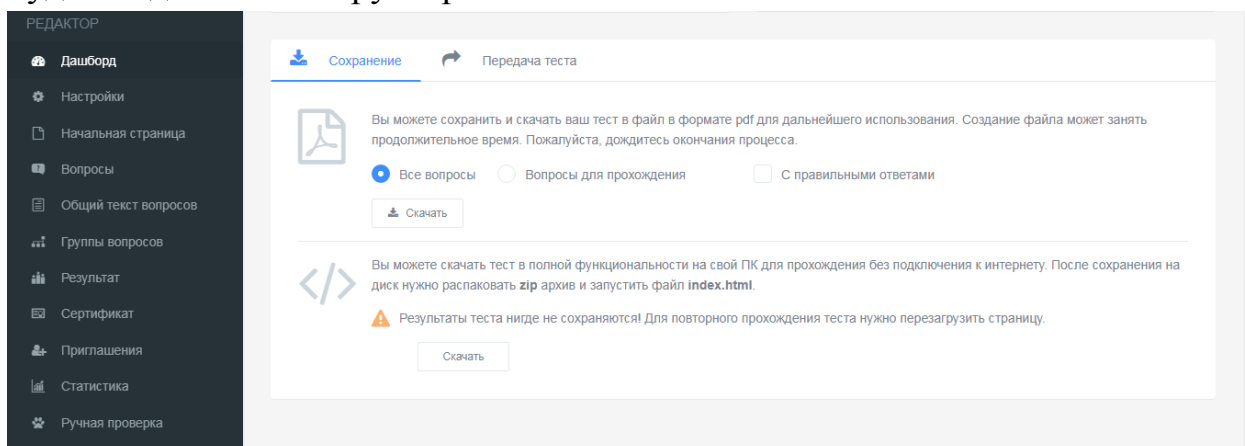 РЕДАКТОР
Дашборд
Настройки
Начальная страница
Вопросы
Общий текст вопросов
Группы вопросов
Результат
Сертификат
Приглашения
Статистика
Ручная проверка
Сохранение
Передача теста
Вы можете сохранить и скачать ваш тест в файл в формате pdf для дальнейшего использования. Создание файла может занять
продолжительное время. Пожалуйста, дождитесь окончания процесса.
Все вопросы Вопросы для прохождения С правильными ответами
Скачать
Вы можете скачать тест в полной функциональности на свой ПК для прохождения без подключения к интернету. После сохранения на
диск нужно распаковать zip архив и запустить файл index.html.
Результаты теста нигде не сохраняются! Для повторного прохождения теста нужно перезагрузить страницу.
Скачать